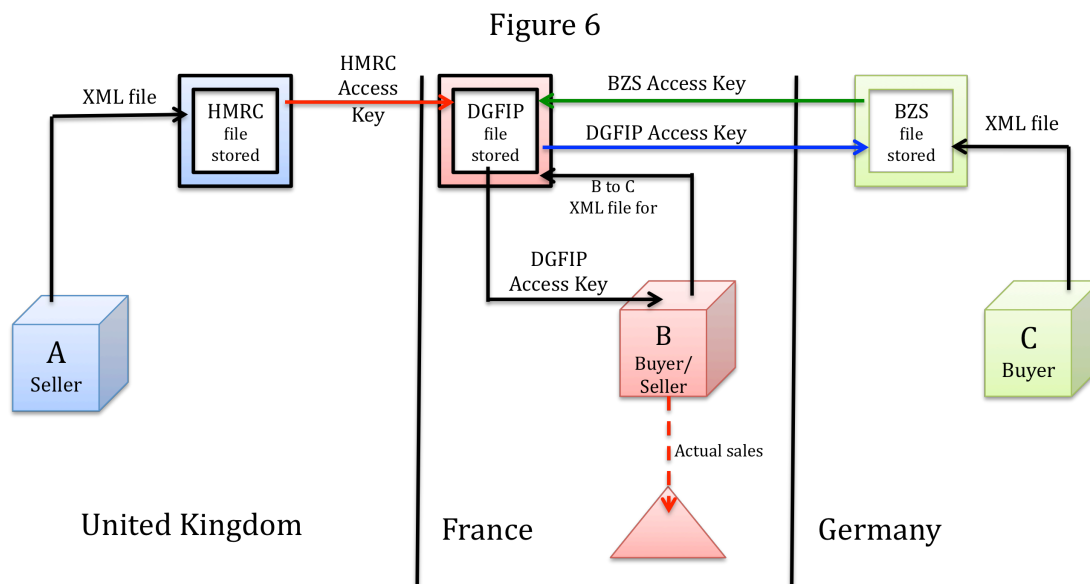 Figure 6
XML file
HMRC
file
stored
HMRC
Access
Key
DGFIP
file
stored
BZS Access Key
DGFIP Access Key
BZS
file
stored
XML file
B to C
XML file for
DGFIP
Access Key
A
Seller
B
Buyer/
Seller
C
Buyer
Actual sales
United Kingdom
France
Germany